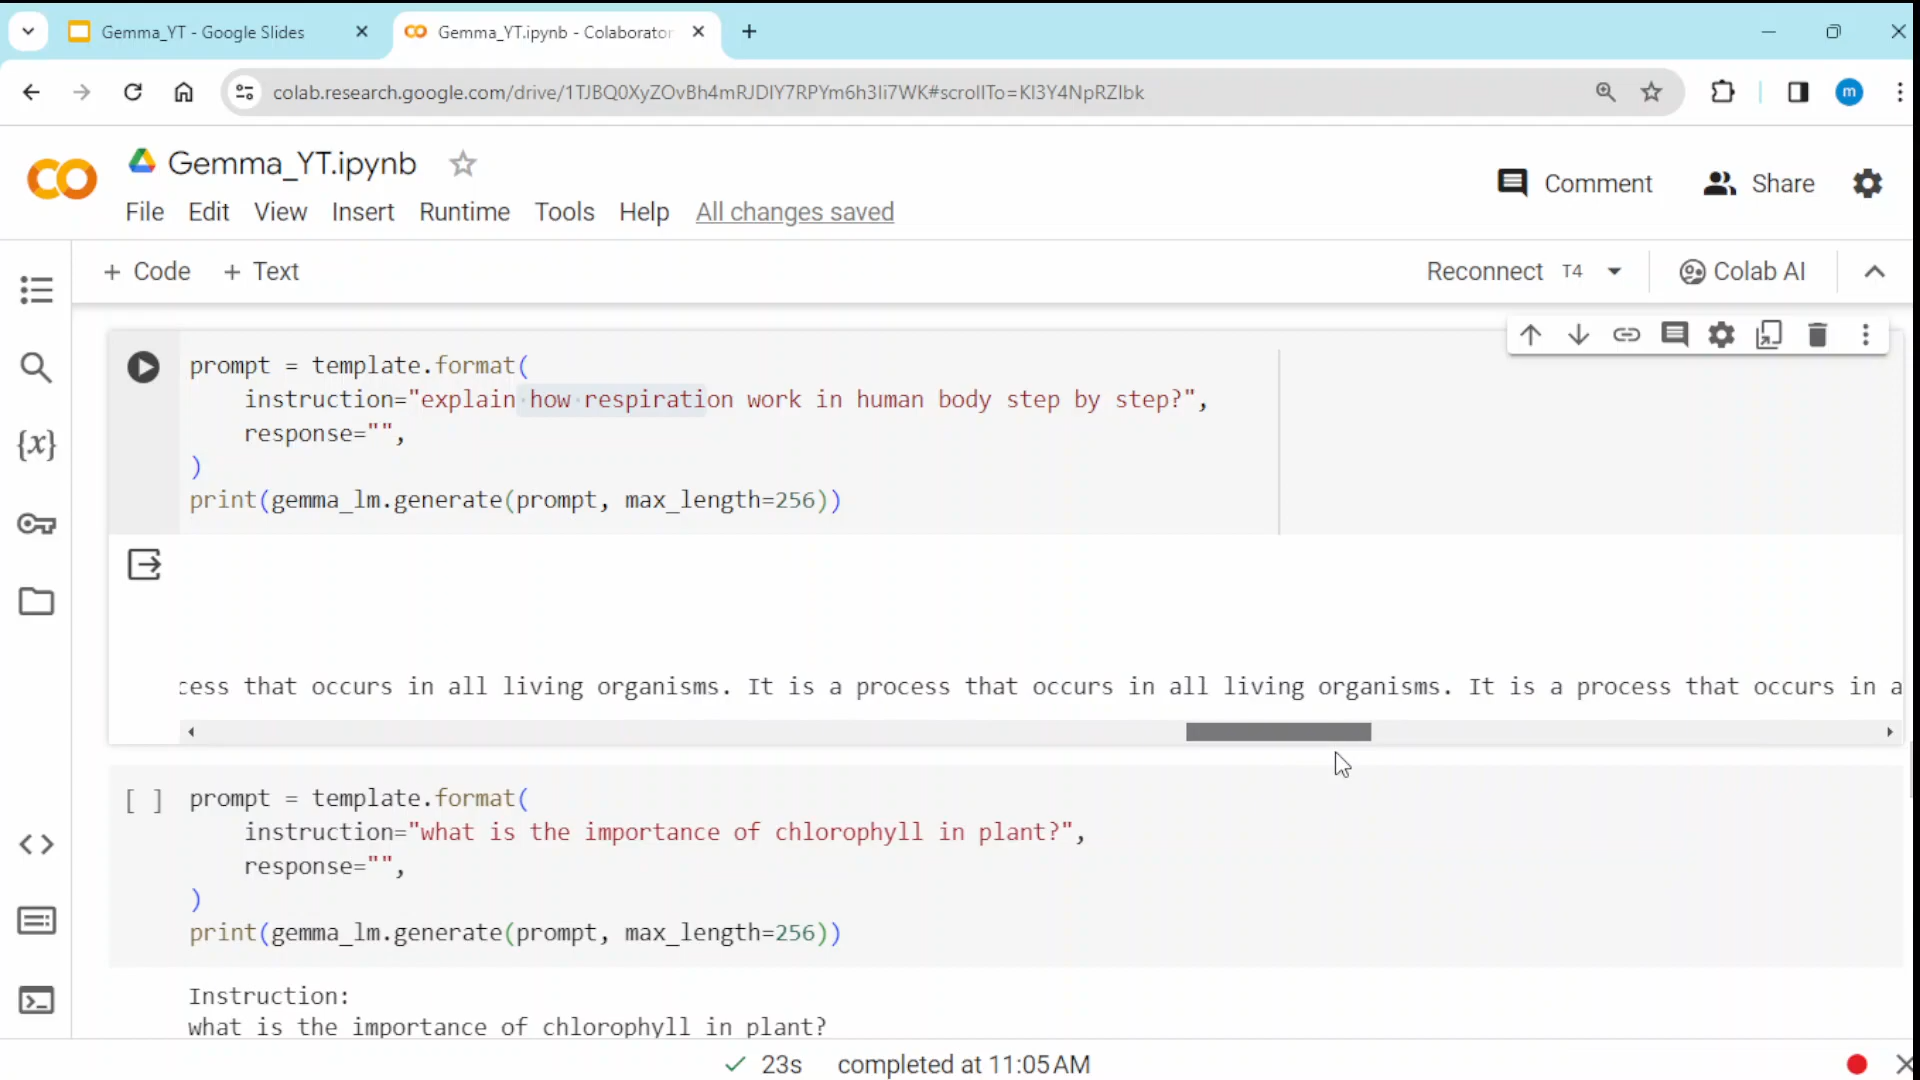 Gemma_YT - Google Slides
Gemma_YT.ipynb - Colaborator
colab.research.google.com/drive/1TJBQ0XyZOvBh4mRJDIY7RPYm6h3li7WK#scrollTo=KI3Y4NpRZlbk
m
Gemma_YT.ipynb
Comment
Share
File Edit View Insert Runtime Tools Help All changes saved
+ Code + Text
Reconnect T4
Colab AI
prompt = template.format(
instruction="explain how respiration work in human body step by step?",
response="",
)
print(gemma_lm.generate(prompt, max_length=256))
cess that occurs in all living organisms. It is a process that occurs in all living organisms. It is a process that occurs in a
[ ] prompt = template.format(
instruction="what is the importance of chlorophyll in plant?",
response="",
)
print(gemma_lm.generate(prompt, max_length=256))
Instruction:
what is the importance of chlorophyll in plant?
23s completed at 11:05 AM